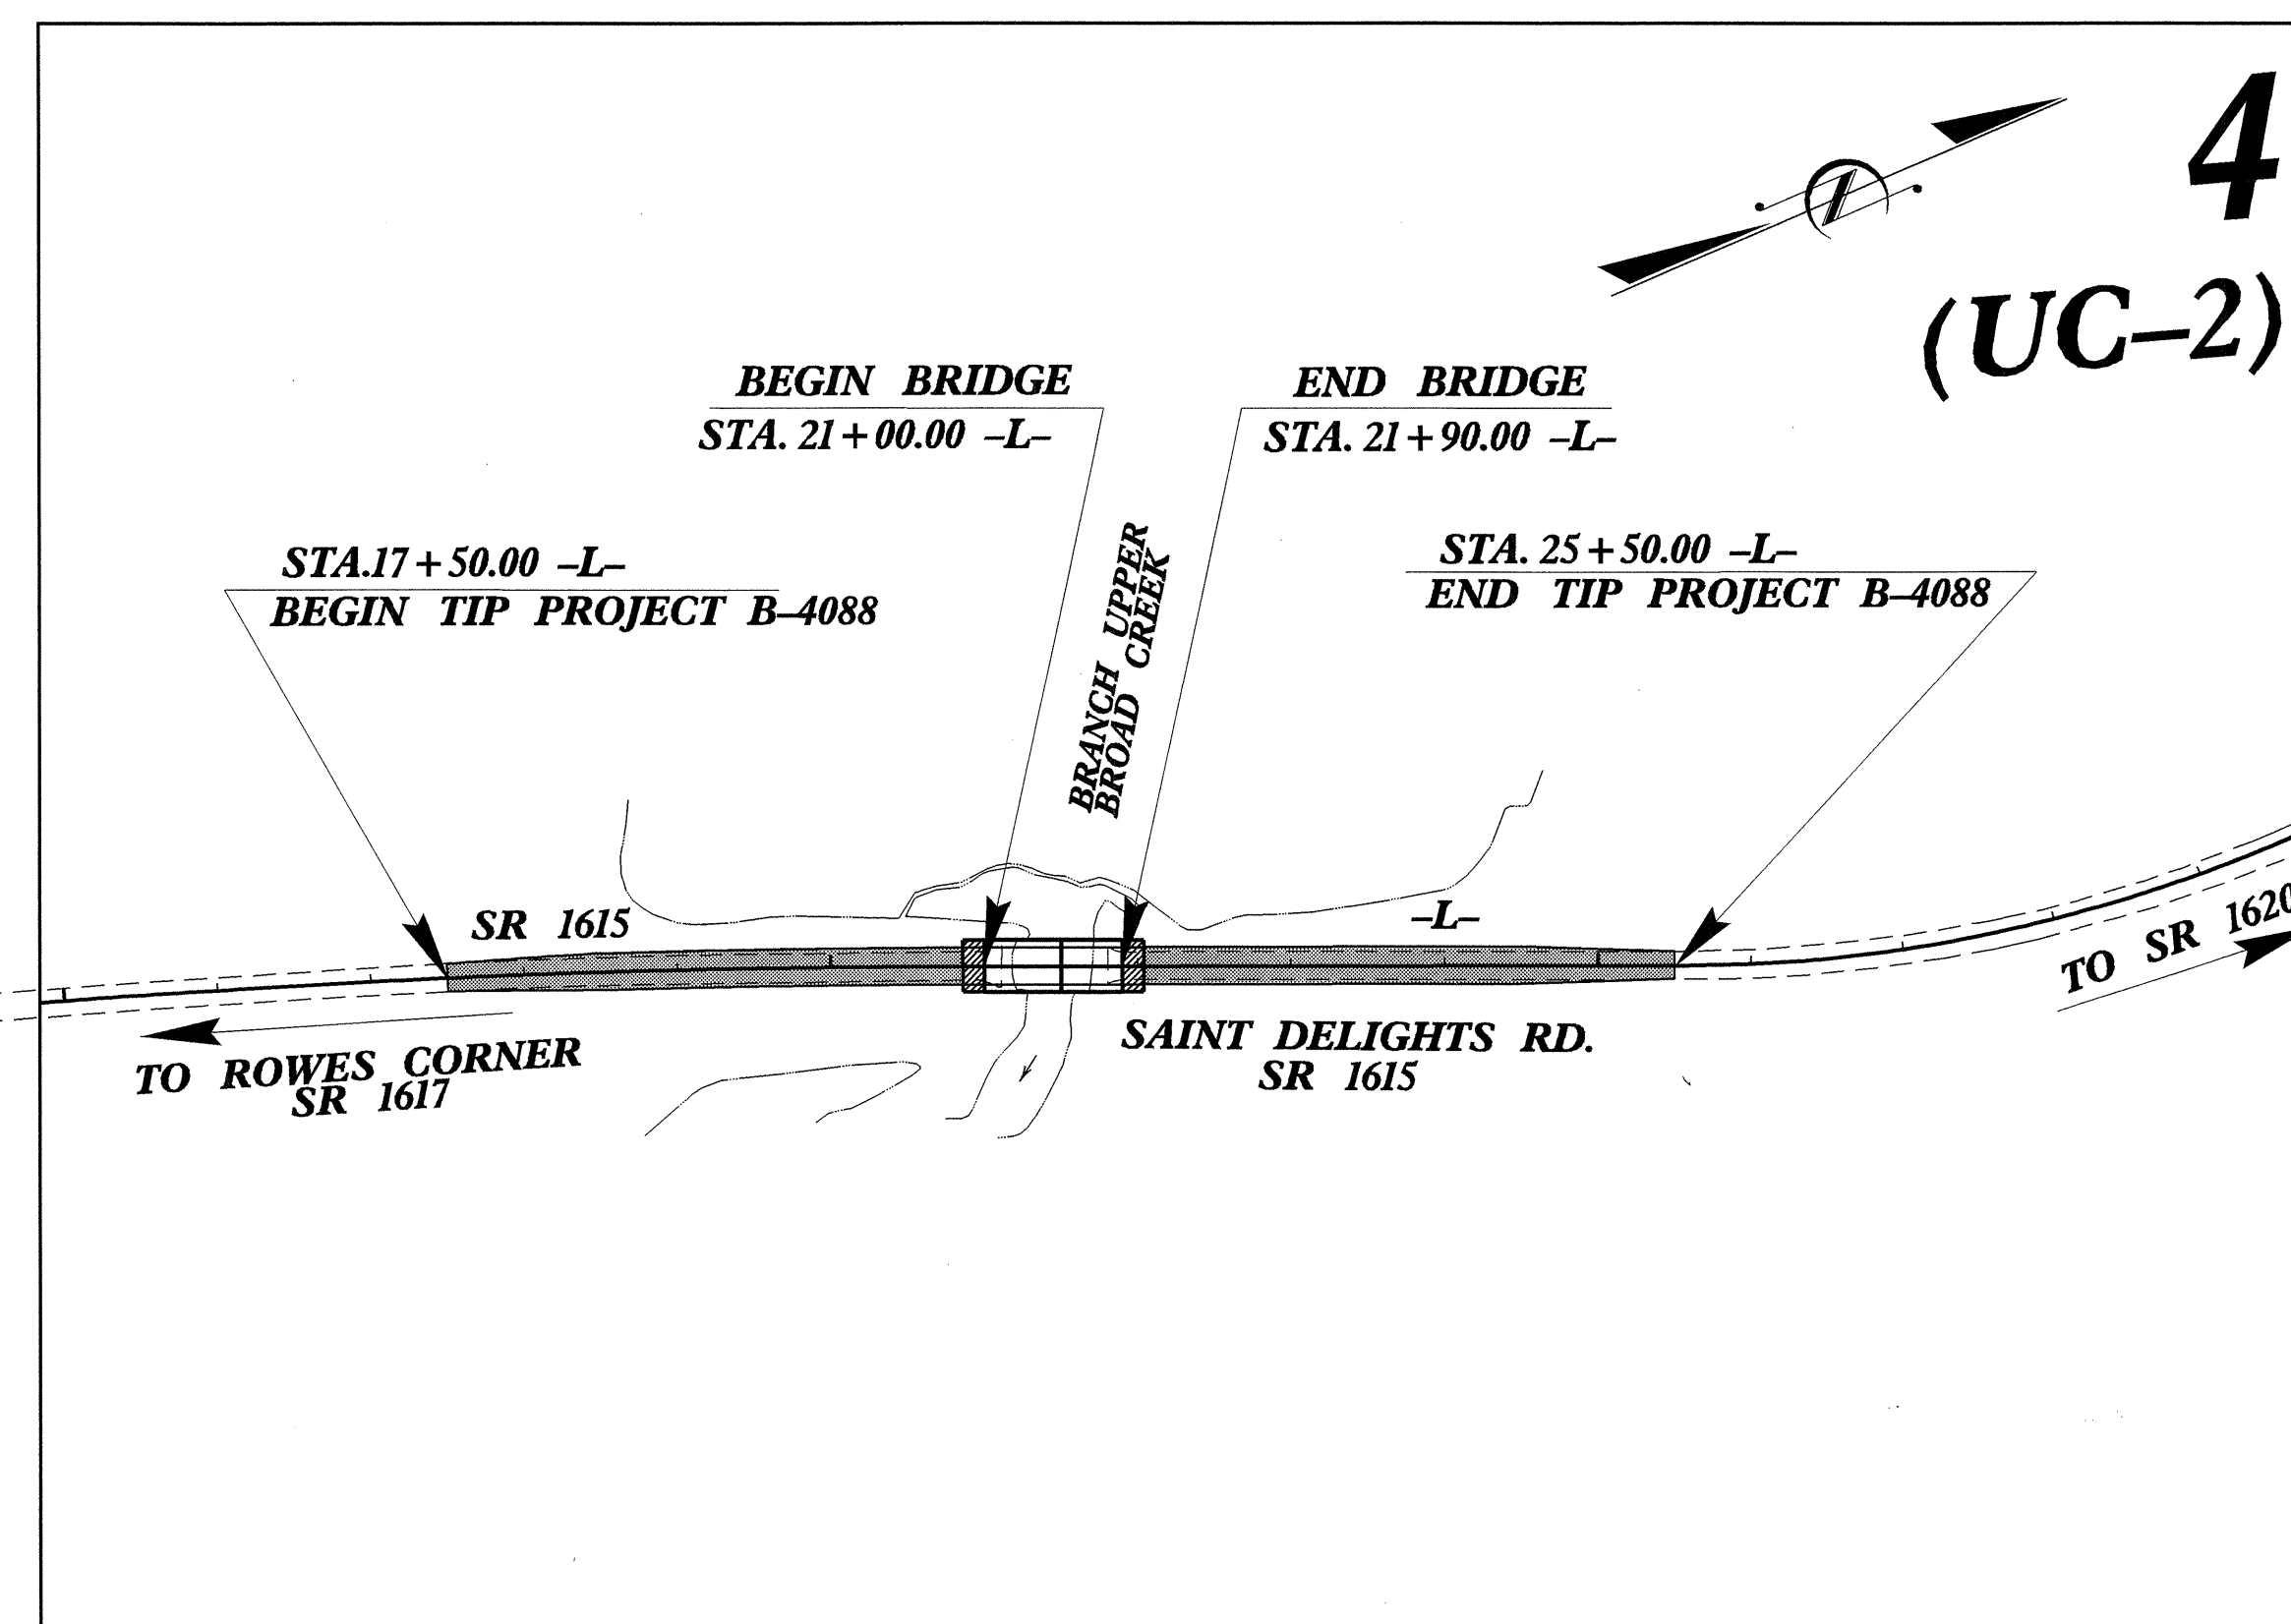 4
(UC–2)
BEGIN BRIDGE
STA. 21+00.00 –L–
END BRIDGE
STA. 21+90.00 –L–
STA.17+50.00 –L–
BEGIN TIP PROJECT B–4088
STA. 25+50.00 –L–
END TIP PROJECT B–4088
BRANCH UPPER
BROAD CREEK
SR 1615
–L–
TO SR 1620
TO ROWES CORNER
SR 1617
SAINT DELIGHTS RD.
SR 1615